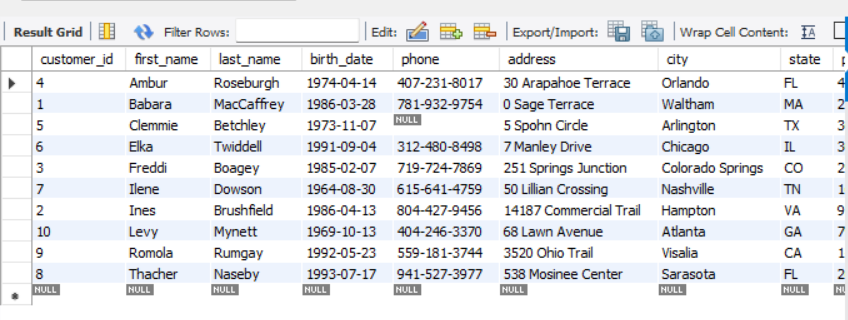 Result Grid Filter Rows: Edit: Export/Import: Wrap Cell Content: IA
customer_id first_name last_name birth_date phone address city state
4 Ambur Roseburgh 1974-04-14 407-231-8017 30 Arapahoe Terrace Orlando FL 4
1 Babara MacCaffrey 1986-03-28 781-932-9754 0 Sage Terrace Waltham MA 2
5 Clemmie Betchley 1973-11-07 NULL 5 Spohn Circle Arlington TX 3
6 Elka Twiddell 1991-09-04 312-480-8498 7 Manley Drive Chicago IL 3
3 Freddi Boagey 1985-02-07 719-724-7869 251 Springs Junction Colorado Springs CO 2
7 Ilene Dowson 1964-08-30 615-641-4759 50 Lillian Crossing Nashville TN 1
2 Ines Brushfield 1986-04-13 804-427-9456 14187 Commercial Trail Hampton VA 9
10 Levy Mynett 1969-10-13 404-246-3370 68 Lawn Avenue Atlanta GA 7
9 Romola Rumgay 1992-05-23 559-181-3744 3520 Ohio Trail Visalia CA 1
8 Thacher Naseby 1993-07-17 941-527-3977 538 Mosinee Center Sarasota FL 2
NULL NULL NULL NULL NULL NULL NULL NULL